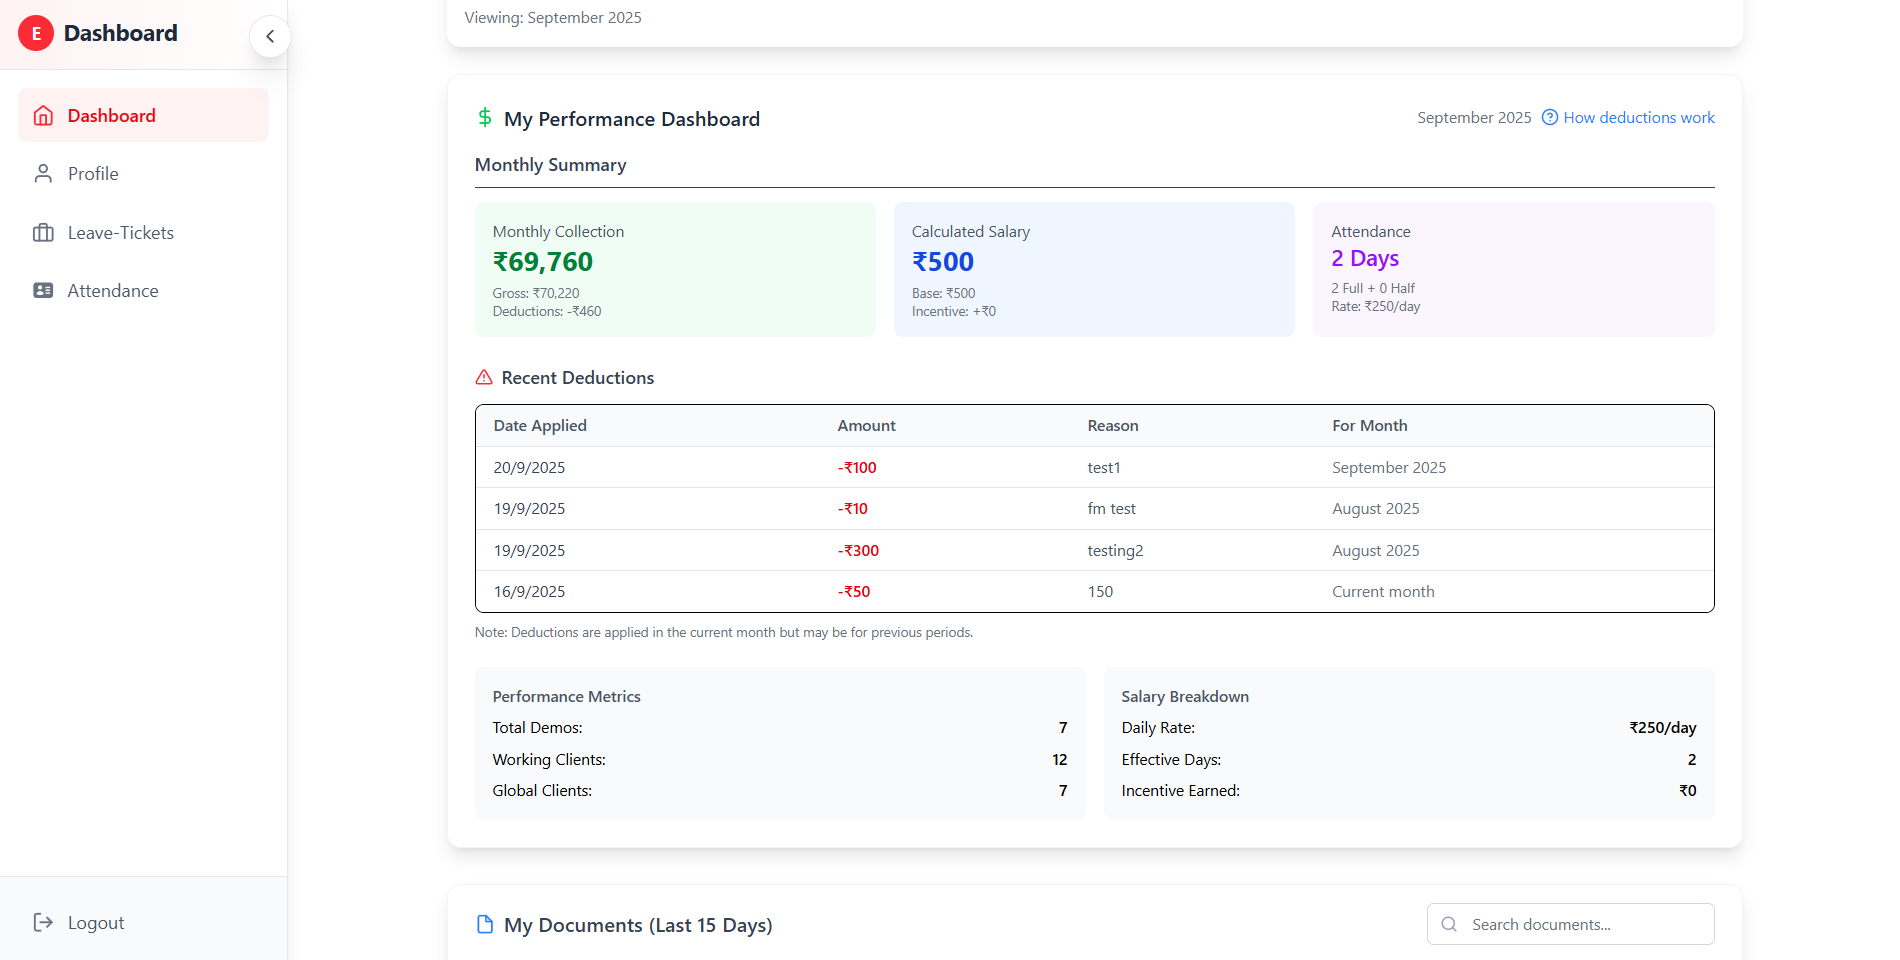 E Dashboard
Dashboard
Profile
Leave-Tickets
Attendance
Logout
Viewing: September 2025
My Performance Dashboard
September 2025 How deductions work
Monthly Summary
Monthly Collection
₹69,760
Gross: ₹70,220
Deductions: -₹460
Calculated Salary
₹500
Base: ₹500
Incentive: +₹0
Attendance
2 Days
2 Full + 0 Half
Rate: ₹250/day
Recent Deductions
Date Applied Amount Reason For Month
20/9/2025 -₹100 test1 September 2025
19/9/2025 -₹10 fm test August 2025
19/9/2025 -₹300 testing2 August 2025
16/9/2025 -₹50 150 Current month
Note: Deductions are applied in the current month but may be for previous periods.
Performance Metrics
Total Demos: 7
Working Clients: 12
Global Clients: 7
Salary Breakdown
Daily Rate: ₹250/day
Effective Days: 2
Incentive Earned: ₹0
My Documents (Last 15 Days)
Search documents...